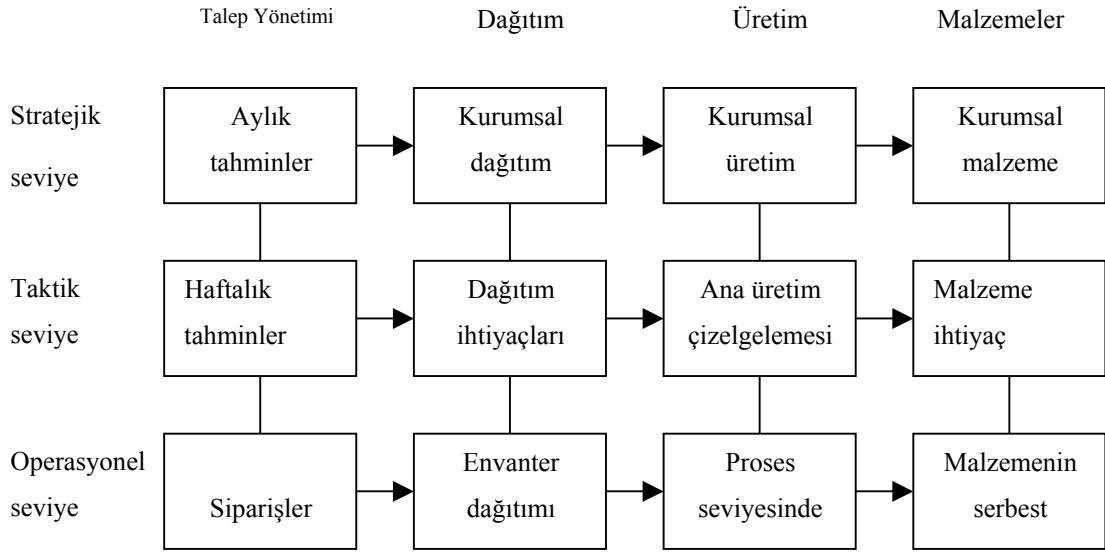 Talep Yönetimi
Dağıtım
Üretim
Malzemeler
Stratejik
seviye
Aylık
tahminler
Kurumsal
dağıtım
Kurumsal
üretim
Kurumsal
malzeme
Taktik
seviye
Haftalık
tahminler
Dağıtım
ihtiyaçları
Ana üretim
çizelgelemesi
Malzeme
ihtiyaç
Operasyonel
seviye
Siparişler
Envanter
dağıtımı
Proses
seviyesinde
Malzemenin
serbest